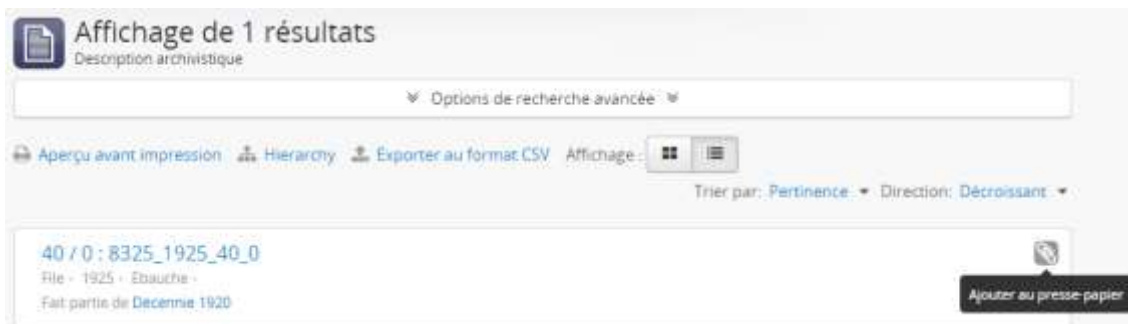 Affichage de 1 résultats
Description archivistique
Options de recherche avancée
Aperçu avant impression Hierarchy Exporter au format CSV Affichage :
Trier par: Pertinence Direction: Décroissant
40 / 0 : 8325_1925_40_0
File - 1925 - Ebauche -
Fait partie de Decennie 1920
Ajouter au presse-papier